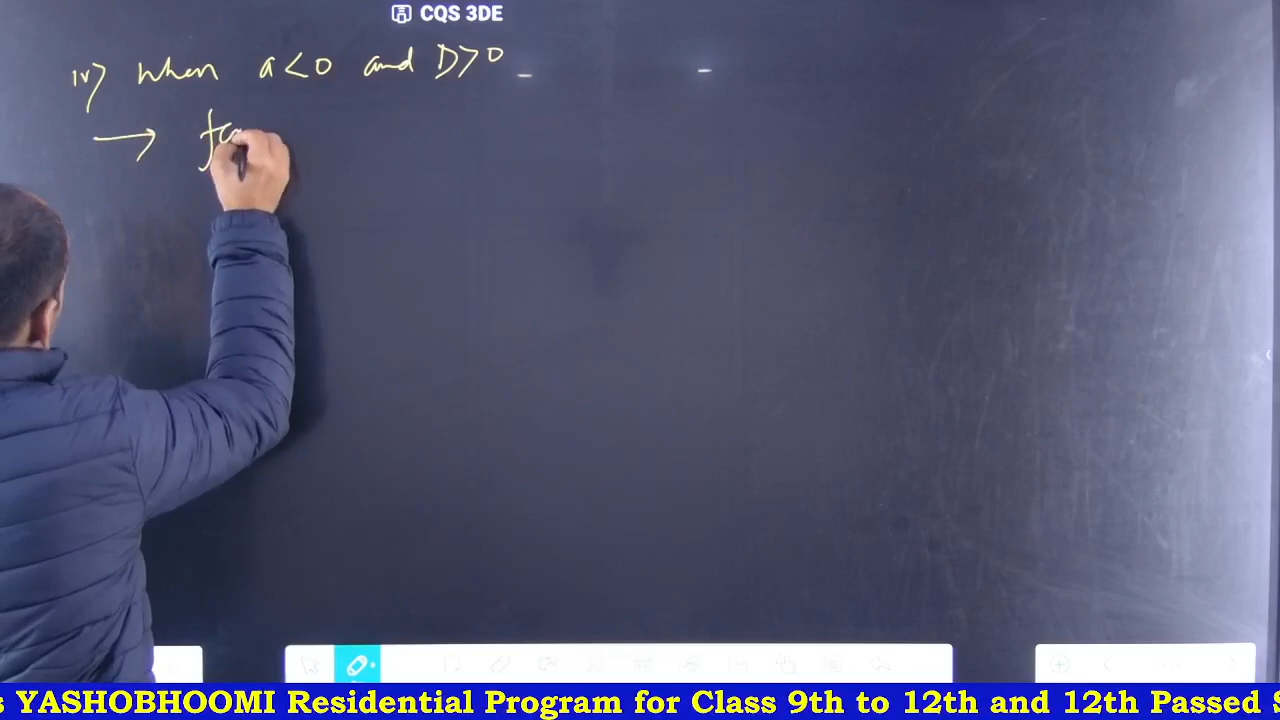 CQS 3DE
iv) When a < 0 and D > 0
→ f(
YASHOBHOOMI Residential Program for Class 9th to 12th and 12th Passed